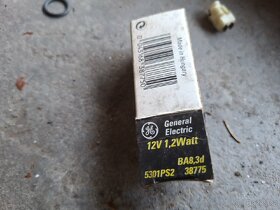 Made in Hungary
General
Electric
12V 1,2Watt
BA8,3d
5301PS2 38775